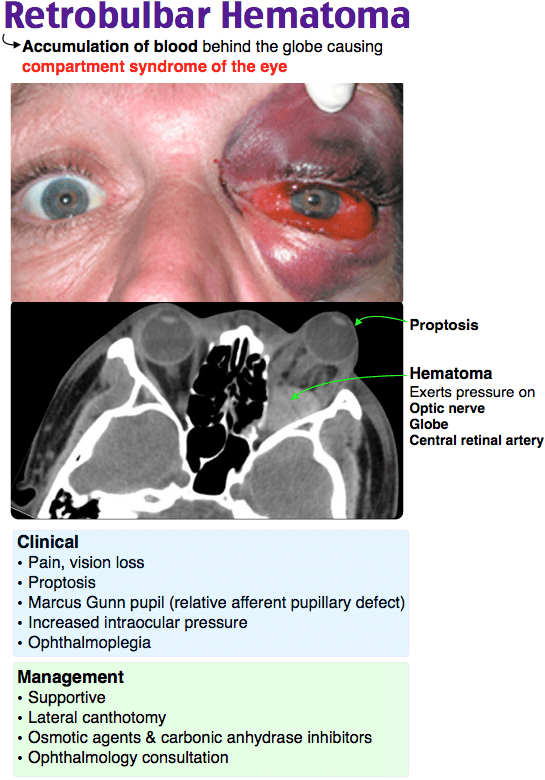 Retrobulbar Hematoma
Accumulation of blood behind the globe causing
compartment syndrome of the eye
Proptosis
Hematoma
Exerts pressure on
Optic nerve
Globe
Central retinal artery
Clinical
• Pain, vision loss
• Proptosis
• Marcus Gunn pupil (relative afferent pupillary defect)
• Increased intraocular pressure
• Ophthalmoplegia
Management
• Supportive
• Lateral canthotomy
• Osmotic agents & carbonic anhydrase inhibitors
• Ophthalmology consultation